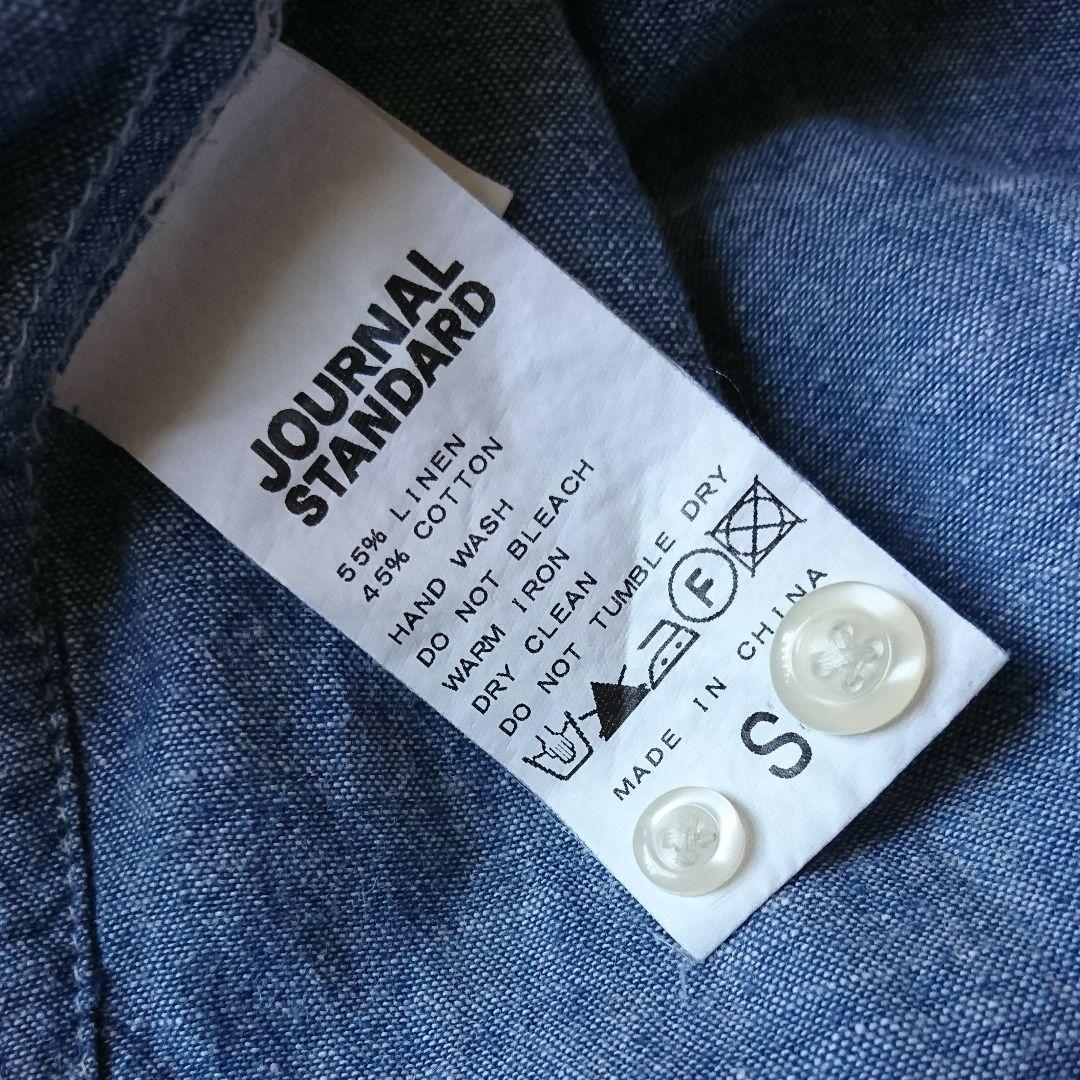 JOURNAL
STANDARD
55% LINEN
45% COTTON
HAND WASH
DO NOT BLEACH
WARM IRON
DRY CLEAN
DO NOT TUMBLE DRY
F
MADE IN CHINA
S